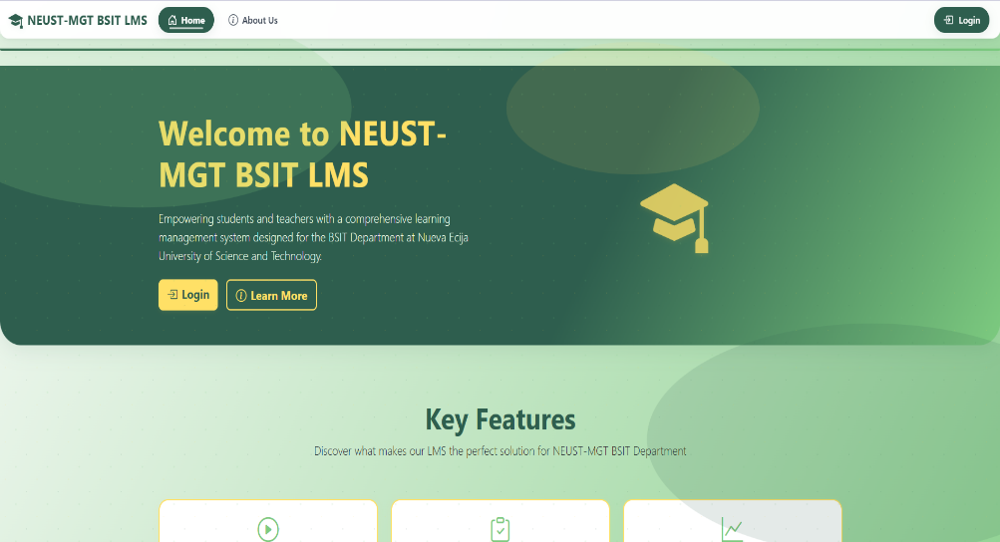 NEUST-MGT BSIT LMS
Home
About Us
Login
Welcome to NEUST-
MGT BSIT LMS
Empowering students and teachers with a comprehensive learning
management system designed for the BSIT Department at Nueva Ecija
University of Science and Technology.
Login
Learn More
Key Features
Discover what makes our LMS the perfect solution for NEUST-MGT BSIT Department